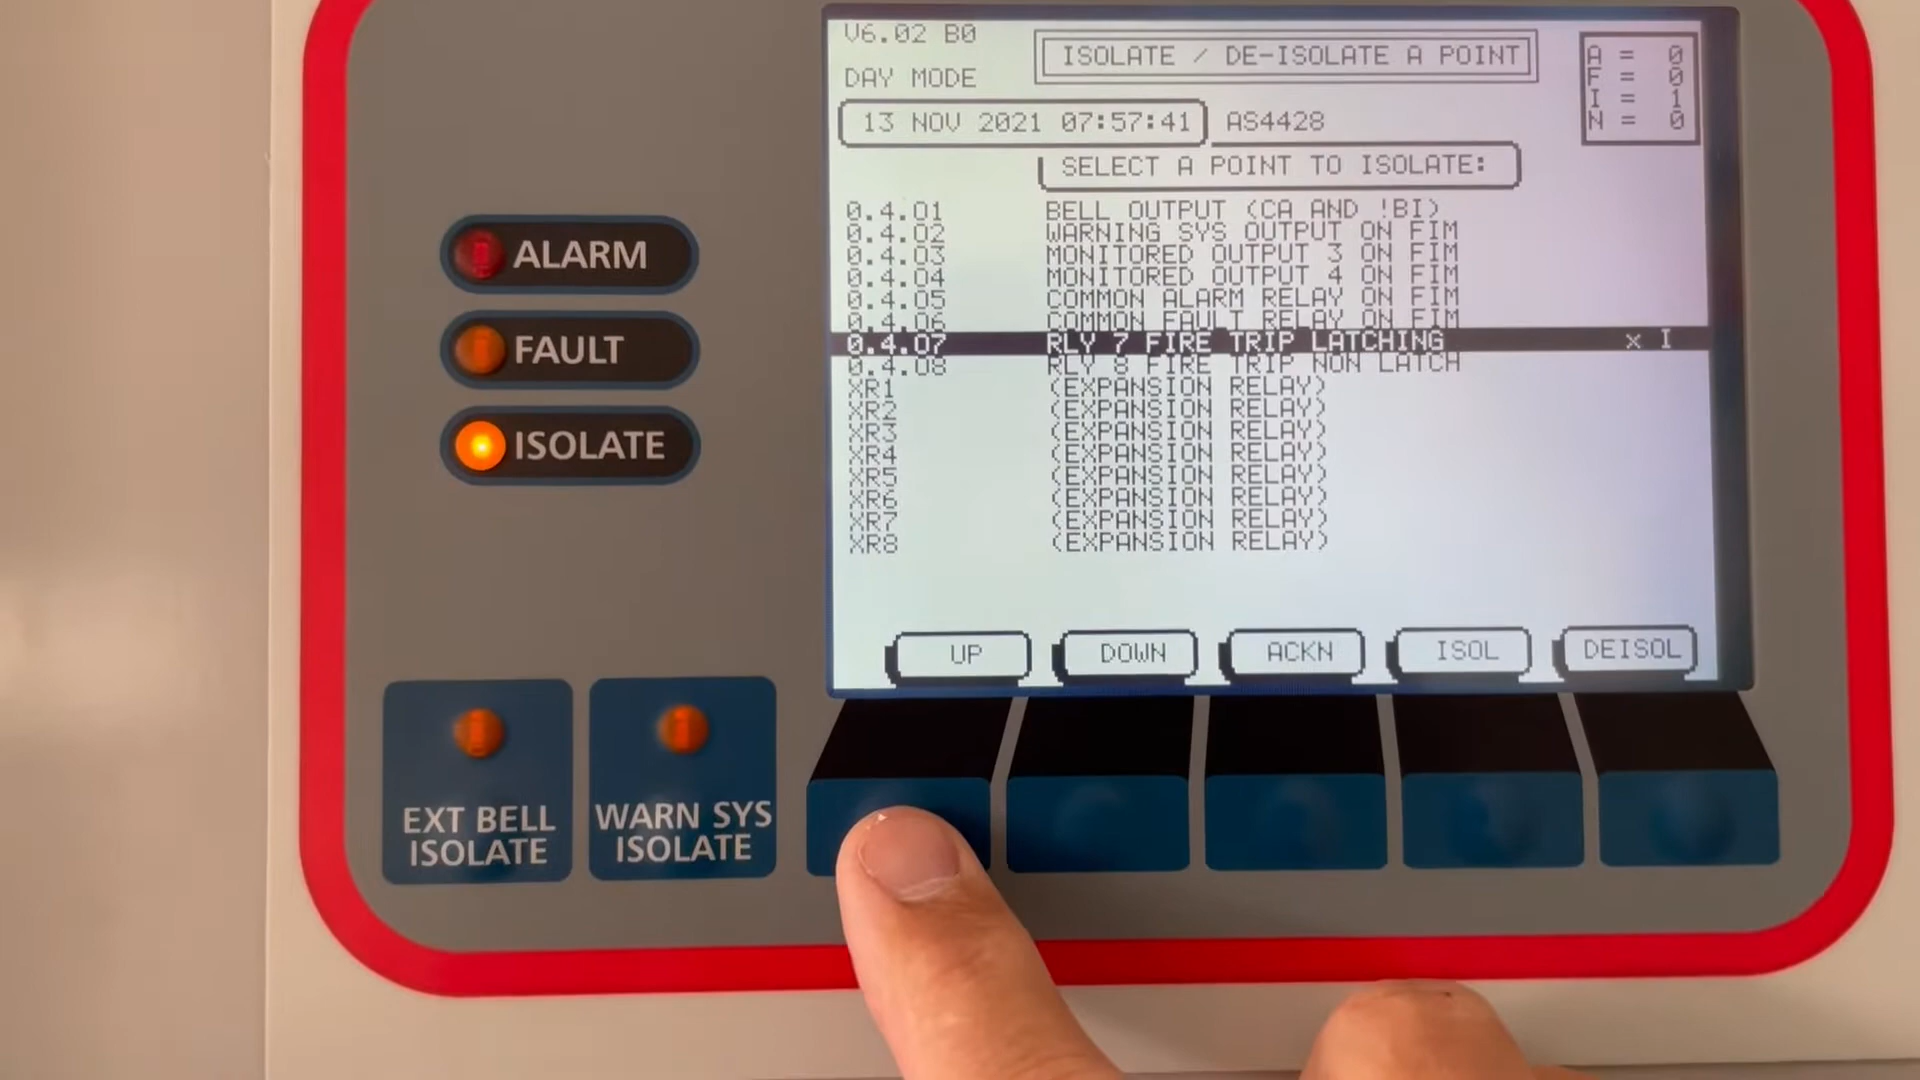 V6.02 B0
ISOLATE / DE-ISOLATE A POINT
DAY MODE
A = 0
F = 0
I = 1
N = 0
13 NOV 2021 07:57:41 AS4428
SELECT A POINT TO ISOLATE:
0.4.01 BELL OUTPUT (CA AND !BI)
0.4.02 WARNING SYS OUTPUT ON FIM
0.4.03 MONITORED OUTPUT 3 ON FIM
0.4.04 MONITORED OUTPUT 4 ON FIM
0.4.05 COMMON ALARM RELAY ON FIM
0.4.06 COMMON FAULT RELAY ON FIM
0.4.07 RLY 7 FIRE TRIP LATCHING x I
0.4.08 RLY 8 FIRE TRIP NON LATCH
XR1 (EXPANSION RELAY)
XR2 (EXPANSION RELAY)
XR3 (EXPANSION RELAY)
XR4 (EXPANSION RELAY)
XR5 (EXPANSION RELAY)
XR6 (EXPANSION RELAY)
XR7 (EXPANSION RELAY)
XR8 (EXPANSION RELAY)
UP DOWN ACKN ISOL DEISOL
ALARM
FAULT
ISOLATE
EXT BELL
ISOLATE
WARN SYS
ISOLATE